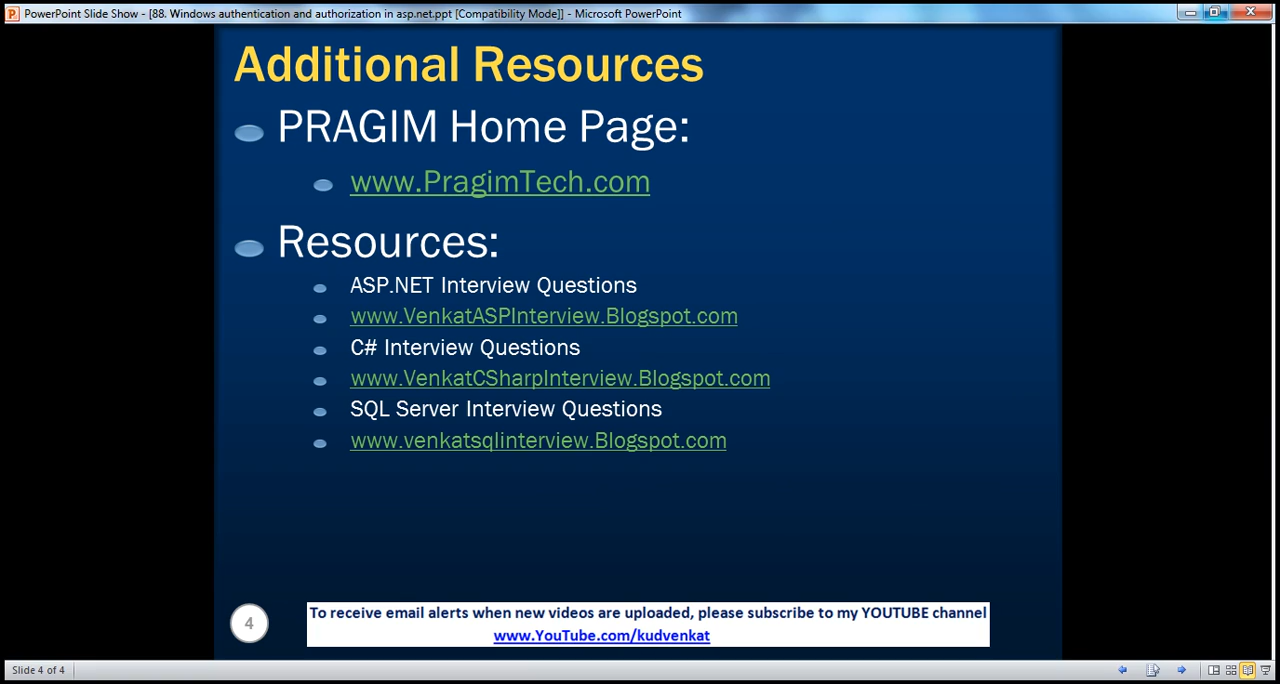 PowerPoint Slide Show - [88. Windows authentication and authorization in asp.net.ppt [Compatibility Mode]] - Microsoft PowerPoint
Additional Resources
PRAGIM Home Page:
www.PragimTech.com
Resources:
ASP.NET Interview Questions
www.VenkatASPInterview.Blogspot.com
C# Interview Questions
www.VenkatCSharpInterview.Blogspot.com
SQL Server Interview Questions
www.venkatsqlinterview.Blogspot.com
4
To receive email alerts when new videos are uploaded, please subscribe to my YOUTUBE channel
www.YouTube.com/kudvenkat
Slide 4 of 4